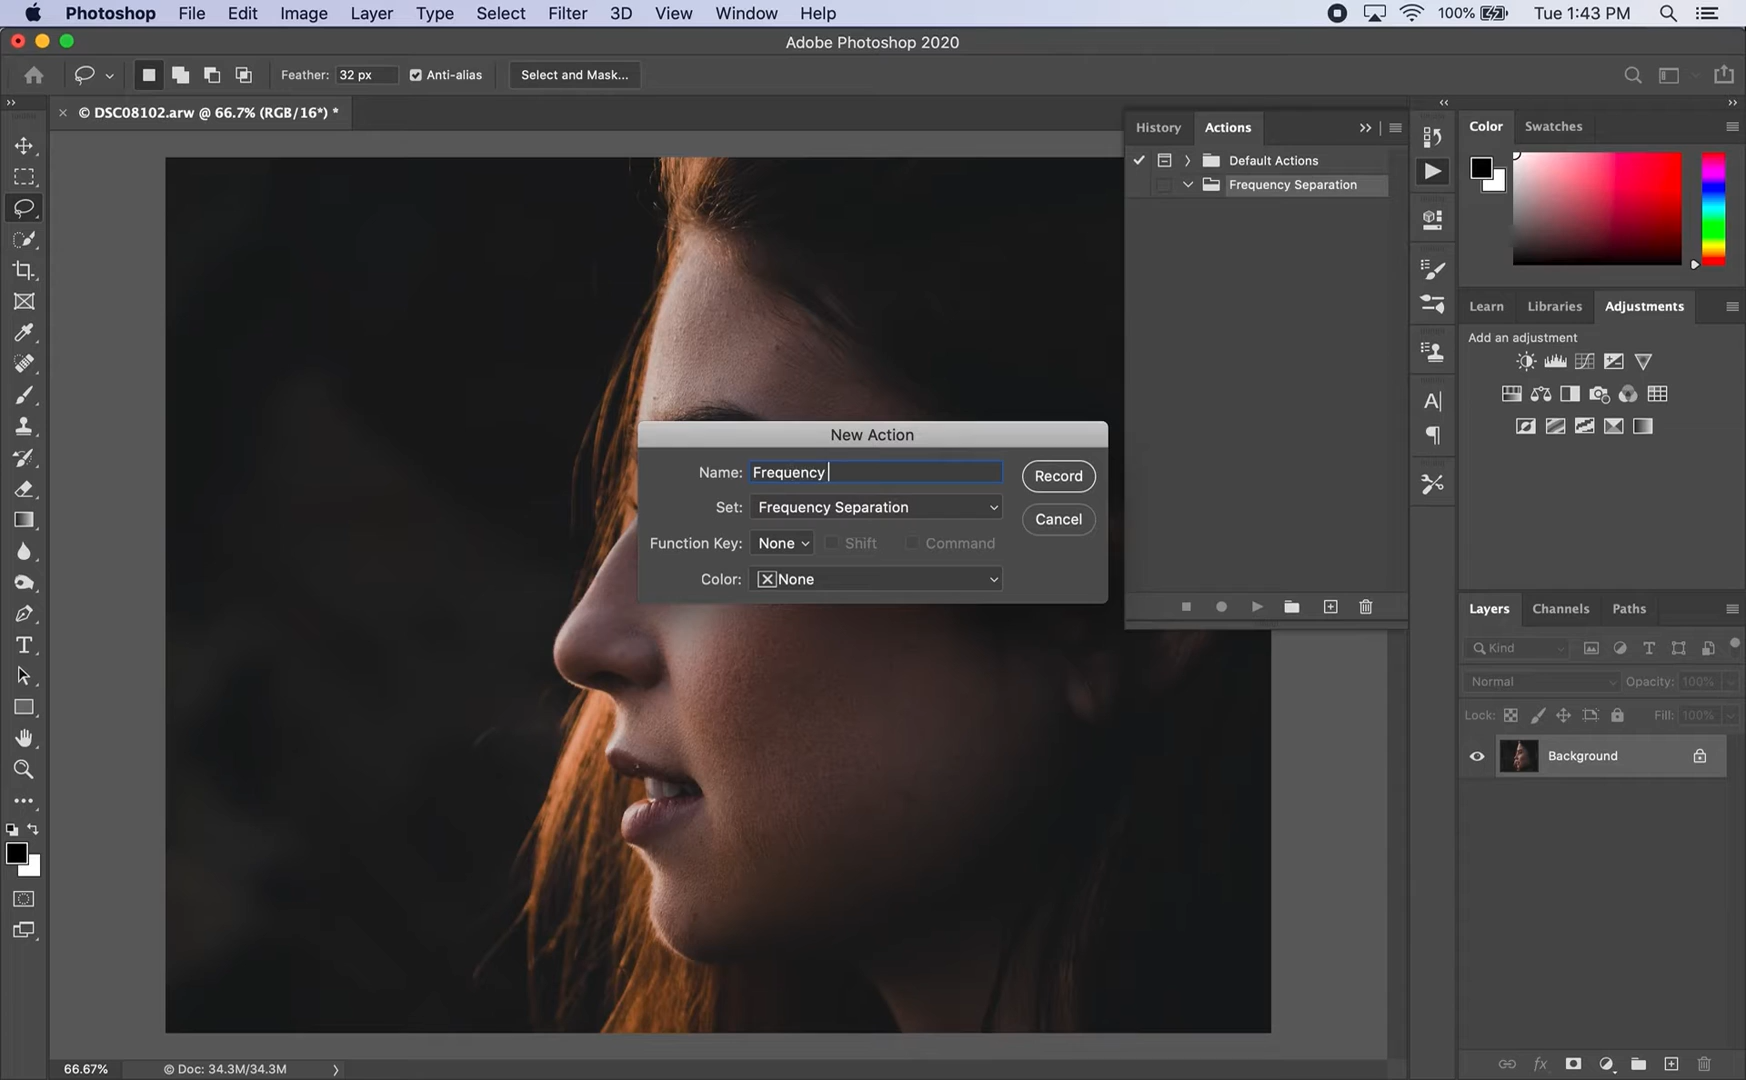 Photoshop File Edit Image Layer Type Select Filter 3D View Window Help 100% Tue 1:43 PM
Adobe Photoshop 2020
Feather: 32 px Anti-alias Select and Mask...
© DSC08102.arw @ 66.7% (RGB/16*) *
History Actions
Default Actions
Frequency Separation
Color Swatches
Learn Libraries Adjustments
Add an adjustment
New Action
Name: Frequency
Record
Set: Frequency Separation
Cancel
Function Key: None Shift Command
Color: None
Layers Channels Paths
Kind
Normal Opacity: 100%
Lock: Fill: 100%
Background
66.67% © Doc: 34.3M/34.3M